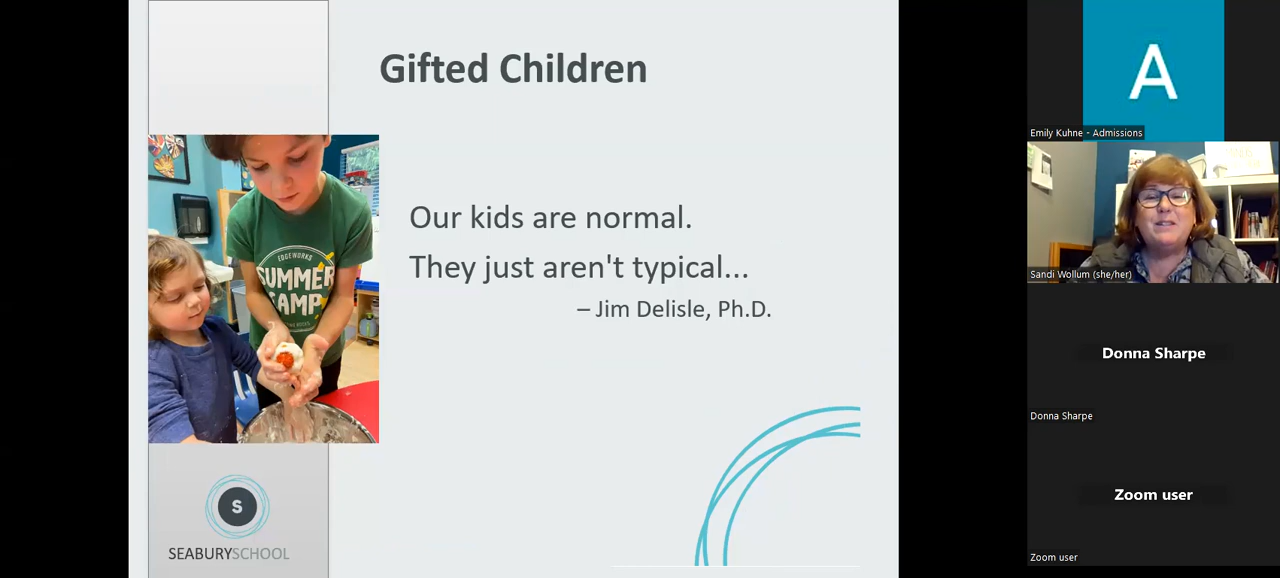 Gifted Children
Our kids are normal.
They just aren't typical...
– Jim Delisle, Ph.D.
EDGEWORKS
SUMMER
CAMP
S
SEABURYSCHOOL
A
Emily Kuhne - Admissions
Sandi Wollum (she/her)
Donna Sharpe
Donna Sharpe
Zoom user
Zoom user